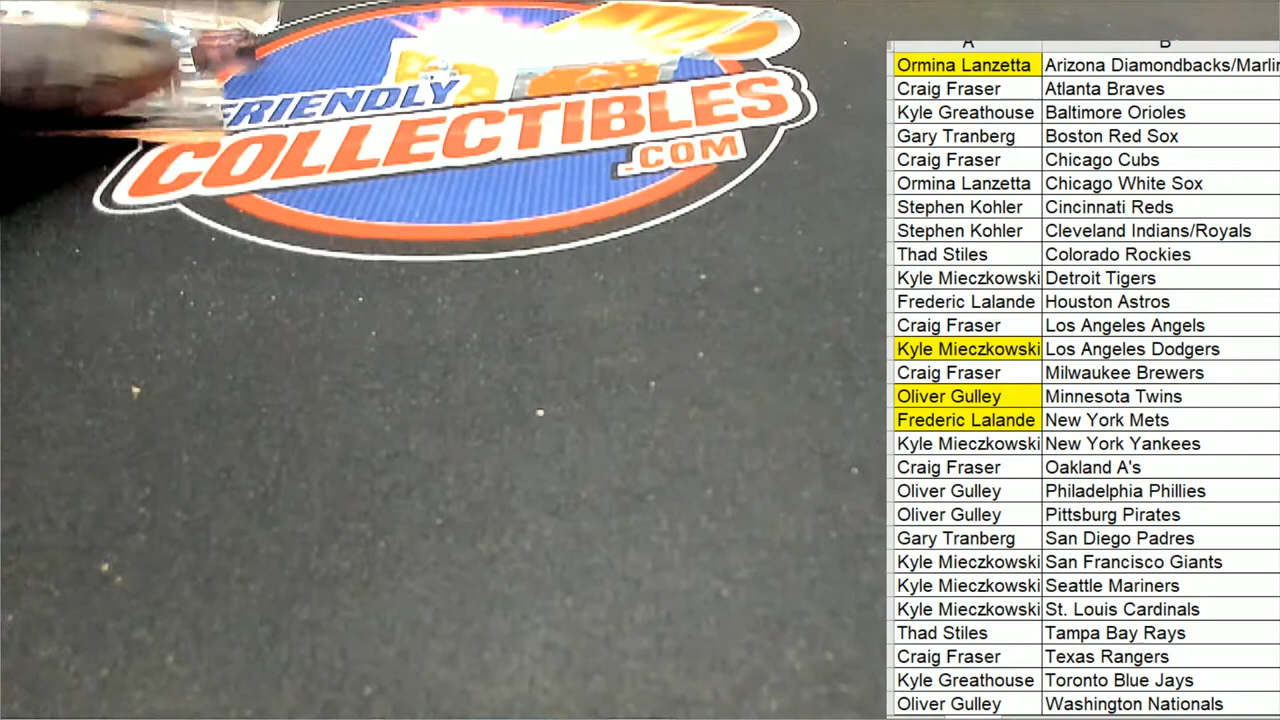 FRIENDLY
COLLECTIBLES
.COM
A B
Ormina Lanzetta Arizona Diamondbacks/Marlin
Craig Fraser Atlanta Braves
Kyle Greathouse Baltimore Orioles
Gary Tranberg Boston Red Sox
Craig Fraser Chicago Cubs
Ormina Lanzetta Chicago White Sox
Stephen Kohler Cincinnati Reds
Stephen Kohler Cleveland Indians/Royals
Thad Stiles Colorado Rockies
Kyle Mieczkowski Detroit Tigers
Frederic Lalande Houston Astros
Craig Fraser Los Angeles Angels
Kyle Mieczkowski Los Angeles Dodgers
Craig Fraser Milwaukee Brewers
Oliver Gulley Minnesota Twins
Frederic Lalande New York Mets
Kyle Mieczkowski New York Yankees
Craig Fraser Oakland A's
Oliver Gulley Philadelphia Phillies
Oliver Gulley Pittsburg Pirates
Gary Tranberg San Diego Padres
Kyle Mieczkowski San Francisco Giants
Kyle Mieczkowski Seattle Mariners
Kyle Mieczkowski St. Louis Cardinals
Thad Stiles Tampa Bay Rays
Craig Fraser Texas Rangers
Kyle Greathouse Toronto Blue Jays
Oliver Gulley Washington Nationals